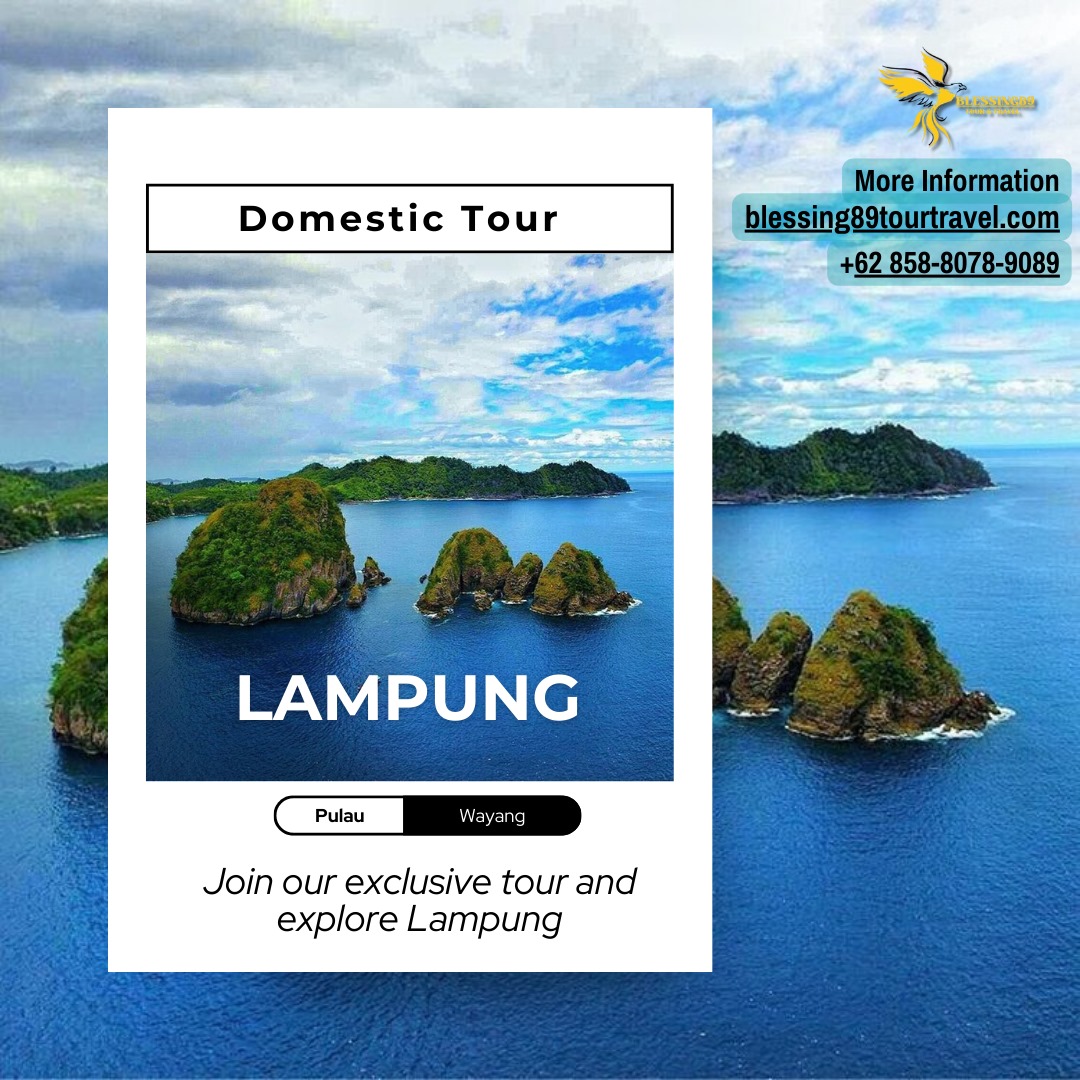 BLESSING89
More Information
blessing89tourtravel.com
+62 858-8078-9089
Domestic Tour
LAMPUNG
Pulau Wayang
Join our exclusive tour and
explore Lampung